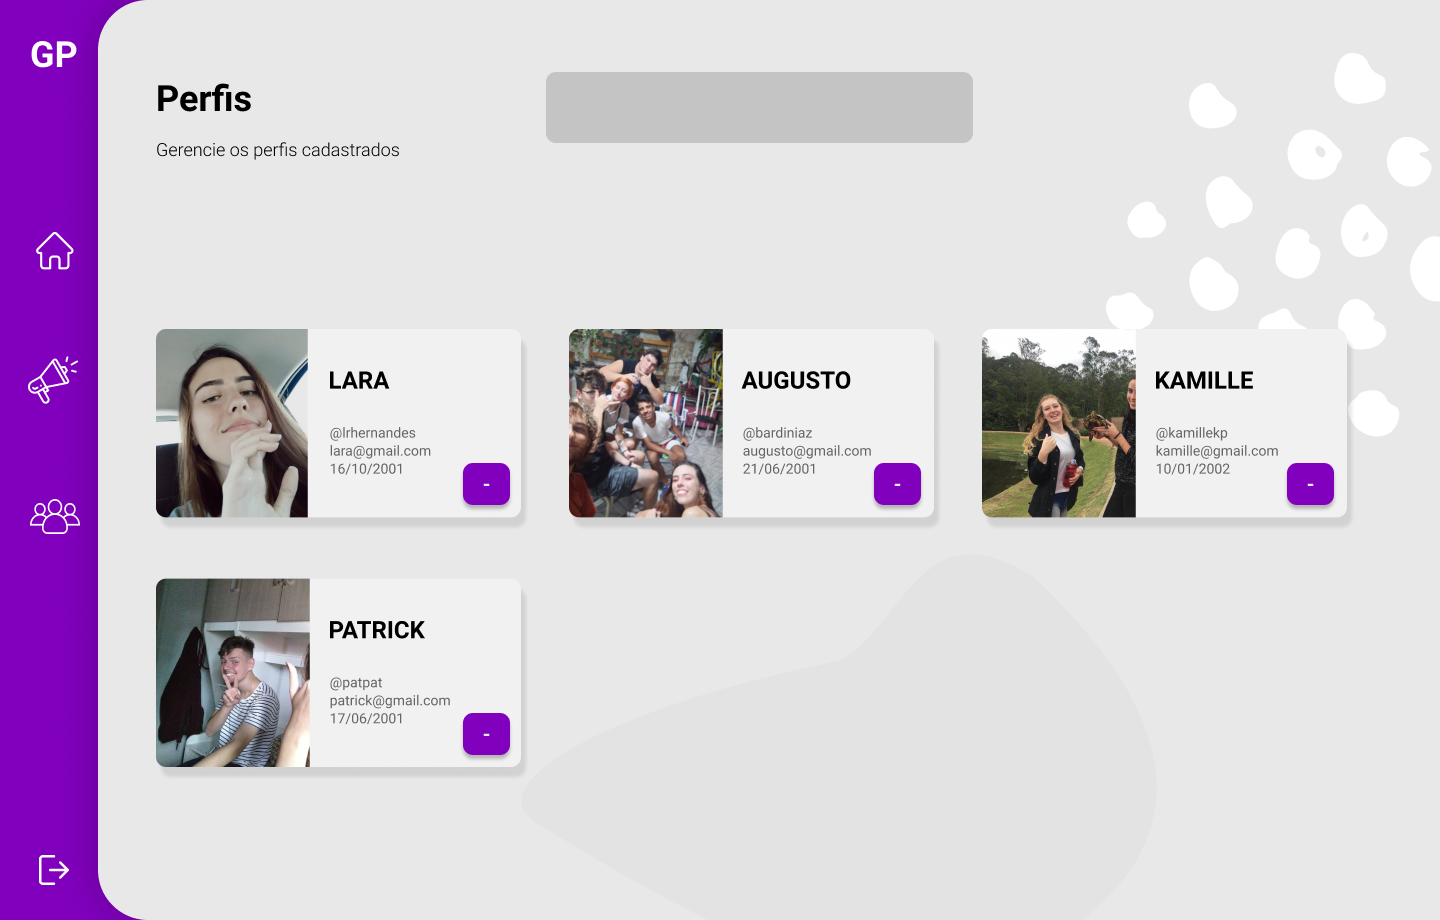 GP
Perfis
Gerencie os perfis cadastrados
LARA
@lrhernandes
lara@gmail.com
16/10/2001
-
AUGUSTO
@bardiniaz
augusto@gmail.com
21/06/2001
-
KAMILLE
@kamillekp
kamille@gmail.com
10/01/2002
-
PATRICK
@patpat
patrick@gmail.com
17/06/2001
-